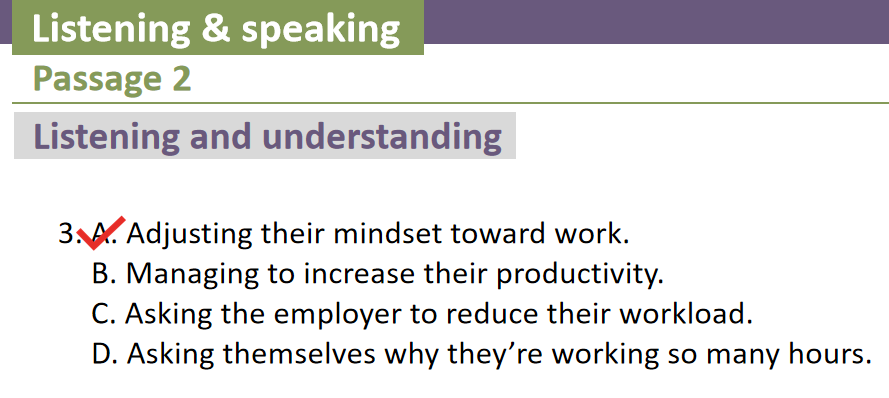 Listening & speaking
Passage 2
Listening and understanding
3. A. Adjusting their mindset toward work.
B. Managing to increase their productivity.
C. Asking the employer to reduce their workload.
D. Asking themselves why they’re working so many hours.